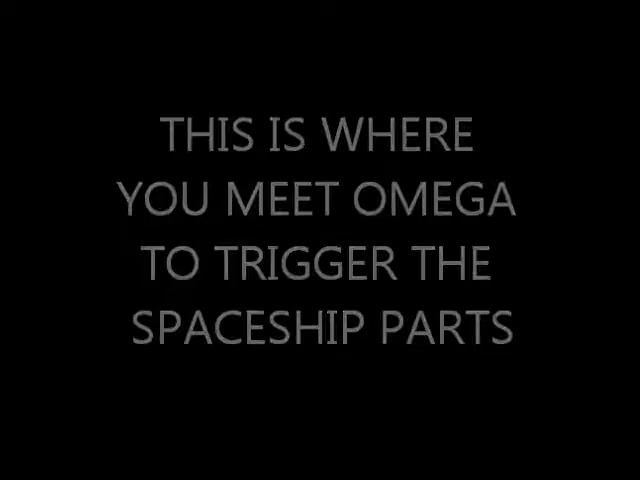 THIS IS WHERE
YOU MEET OMEGA
TO TRIGGER THE
SPACESHIP PARTS